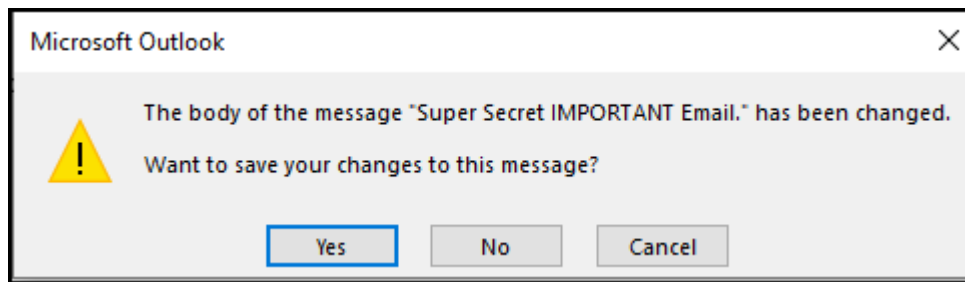 Microsoft Outlook
The body of the message "Super Secret IMPORTANT Email." has been changed.
Want to save your changes to this message?
Yes No Cancel